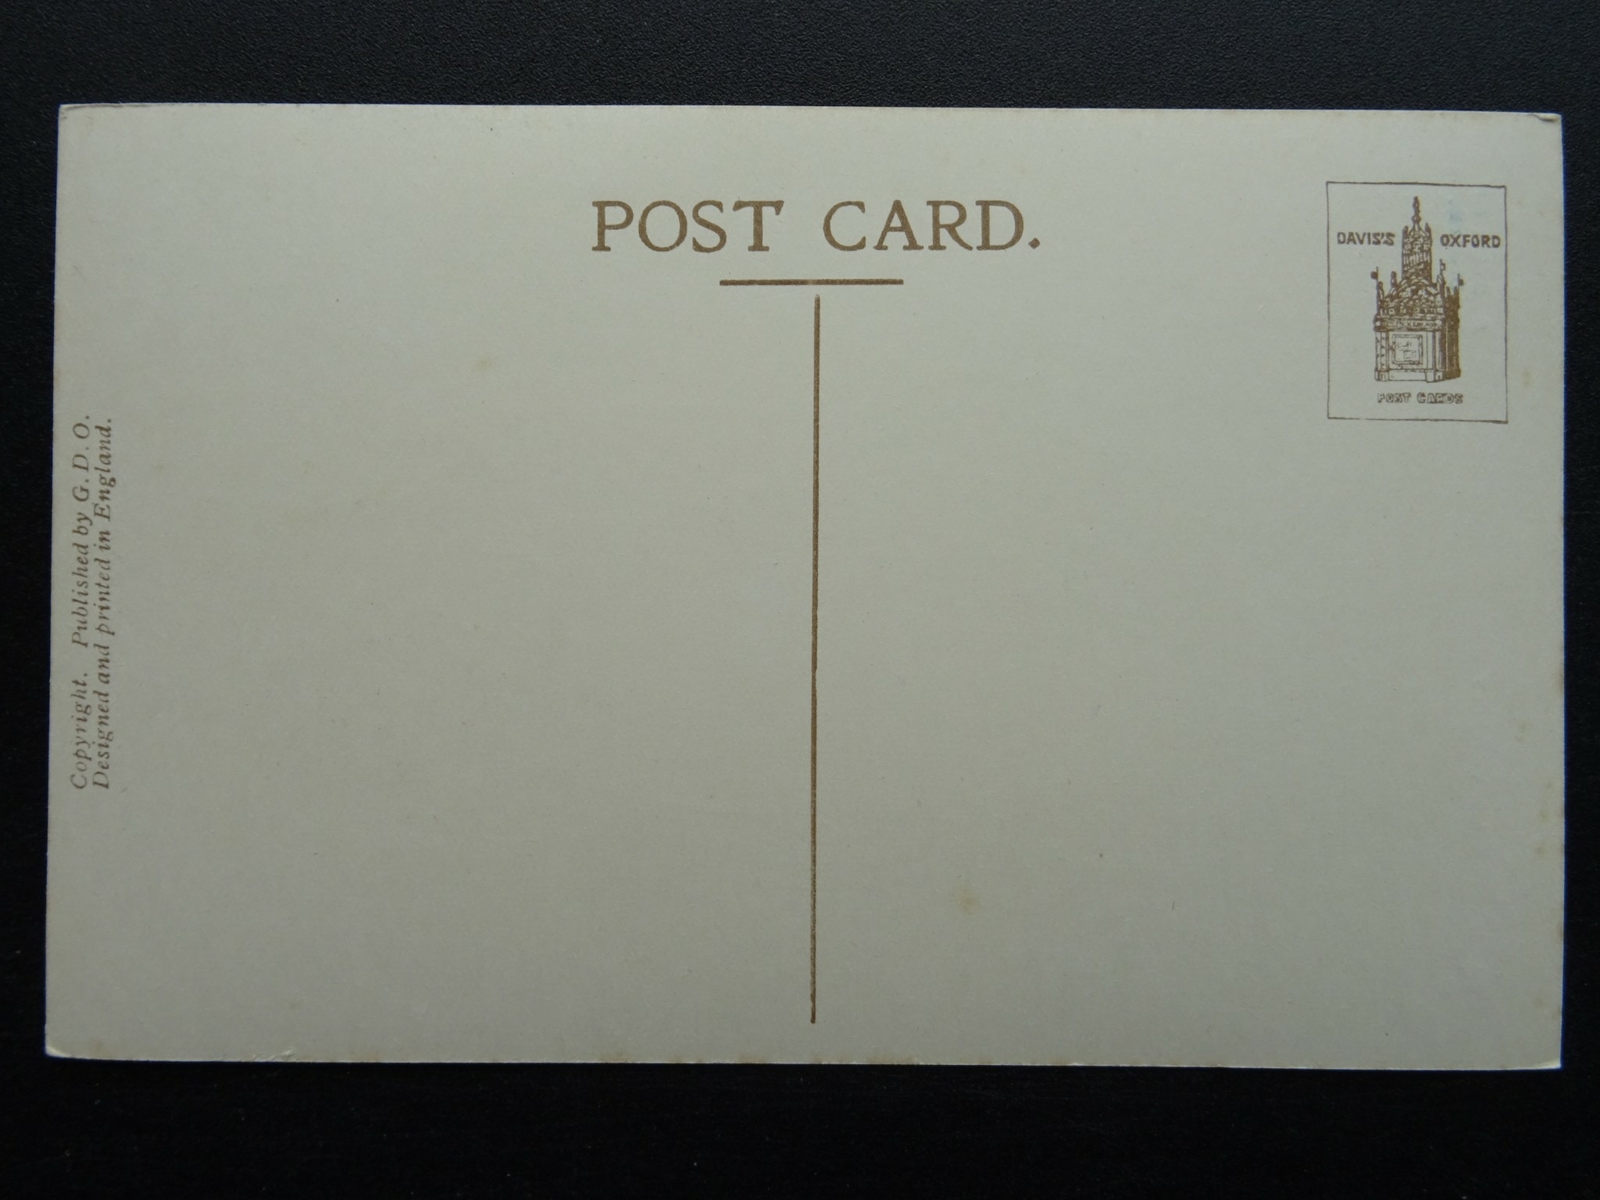 POST CARD.
DAVIS'S OXFORD
POST CARDS
Copyright. Published by G. D. O.
Designed and printed in England.